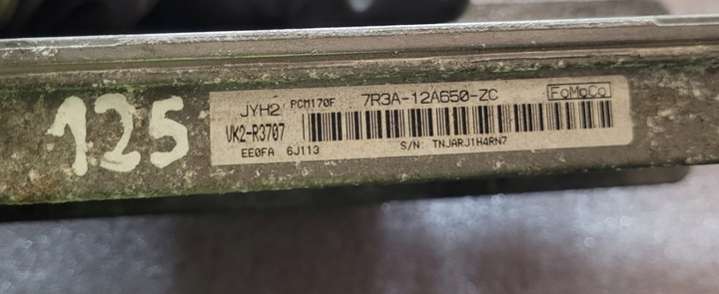 125
JYH2 PCM170F 7R3A-12A650-ZC FoMoCo
VK2-R3707
EE0FA 6J113 S/N: TNJARJ1H4RN7